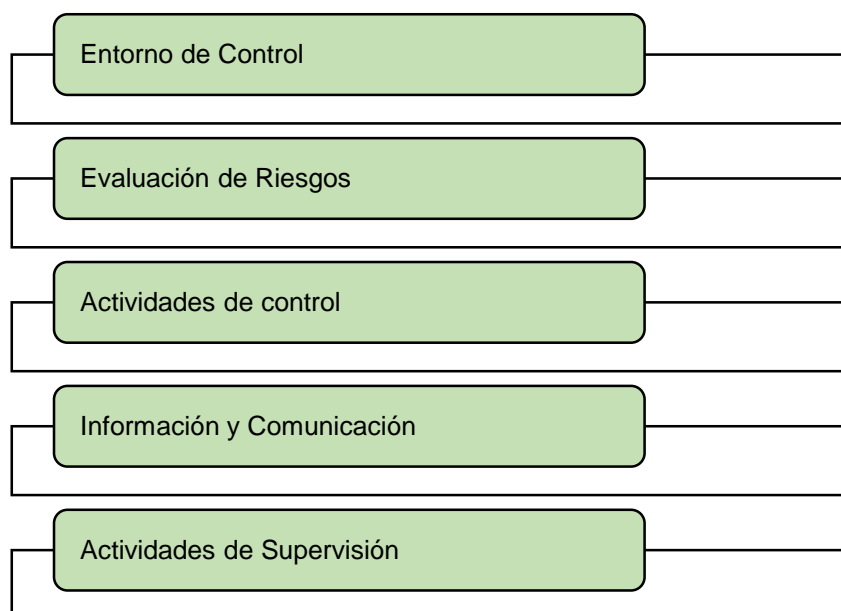 Entorno de Control
Evaluación de Riesgos
Actividades de control
Información y Comunicación
Actividades de Supervisión